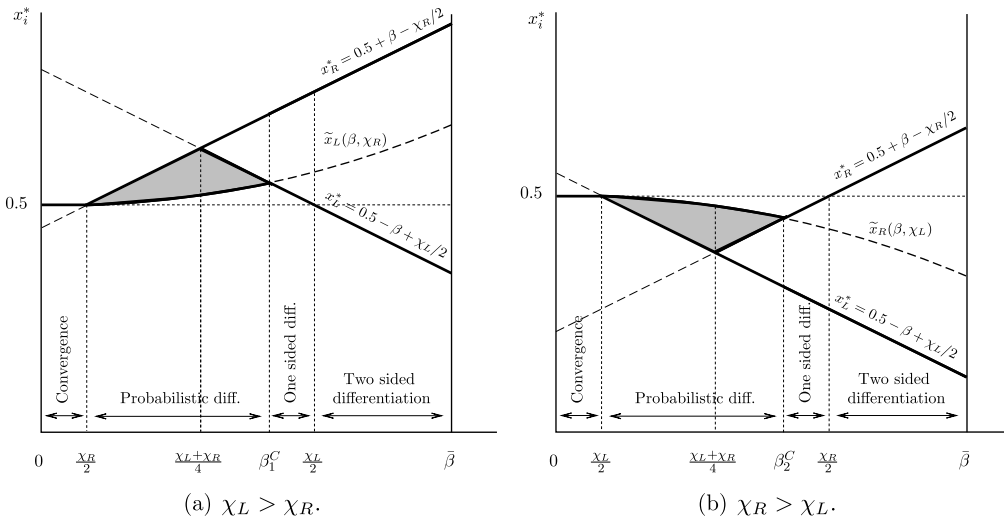 x_i^*
x_R^* = 0.5 + β − χ_R/2
x̃_L(β, χ_R)
0.5
x_L^* = 0.5 − β + χ_L/2
Convergence
Probabilistic diff.
One sided diff.
Two sided
differentiation
0
χ_R/2
χ_L+χ_R/4
β_1^C
χ_L/2
β̄
(a) χ_L > χ_R.
x_i^*
x_R^* = 0.5 + β − χ_R/2
0.5
x̃_R(β, χ_L)
x_L^* = 0.5 − β + χ_L/2
Convergence
Probabilistic diff.
One sided diff.
Two sided
differentiation
0
χ_L/2
χ_L+χ_R/4
β_2^C
χ_R/2
β̄
(b) χ_R > χ_L.